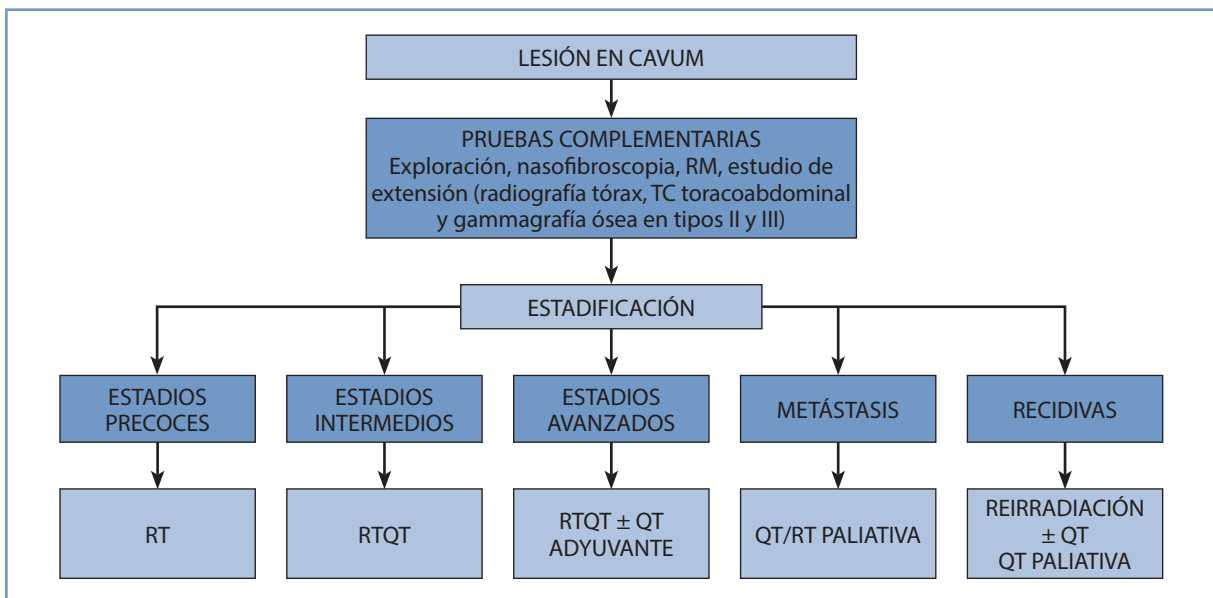 LESIÓN EN CAVUM
PRUEBAS COMPLEMENTARIAS
Exploración, nasofibroscopia, RM, estudio de
extensión (radiografía tórax, TC toracoabdominal
y gammagrafía ósea en tipos II y III)
ESTADIFICACIÓN
ESTADIOS
PRECOCES
ESTADIOS
INTERMEDIOS
ESTADIOS
AVANZADOS
METÁSTASIS
RECIDIVAS
RT
RTQT
RTQT ± QT
ADYUVANTE
QT/RT PALIATIVA
REIRRADIACIÓN
± QT
QT PALIATIVA